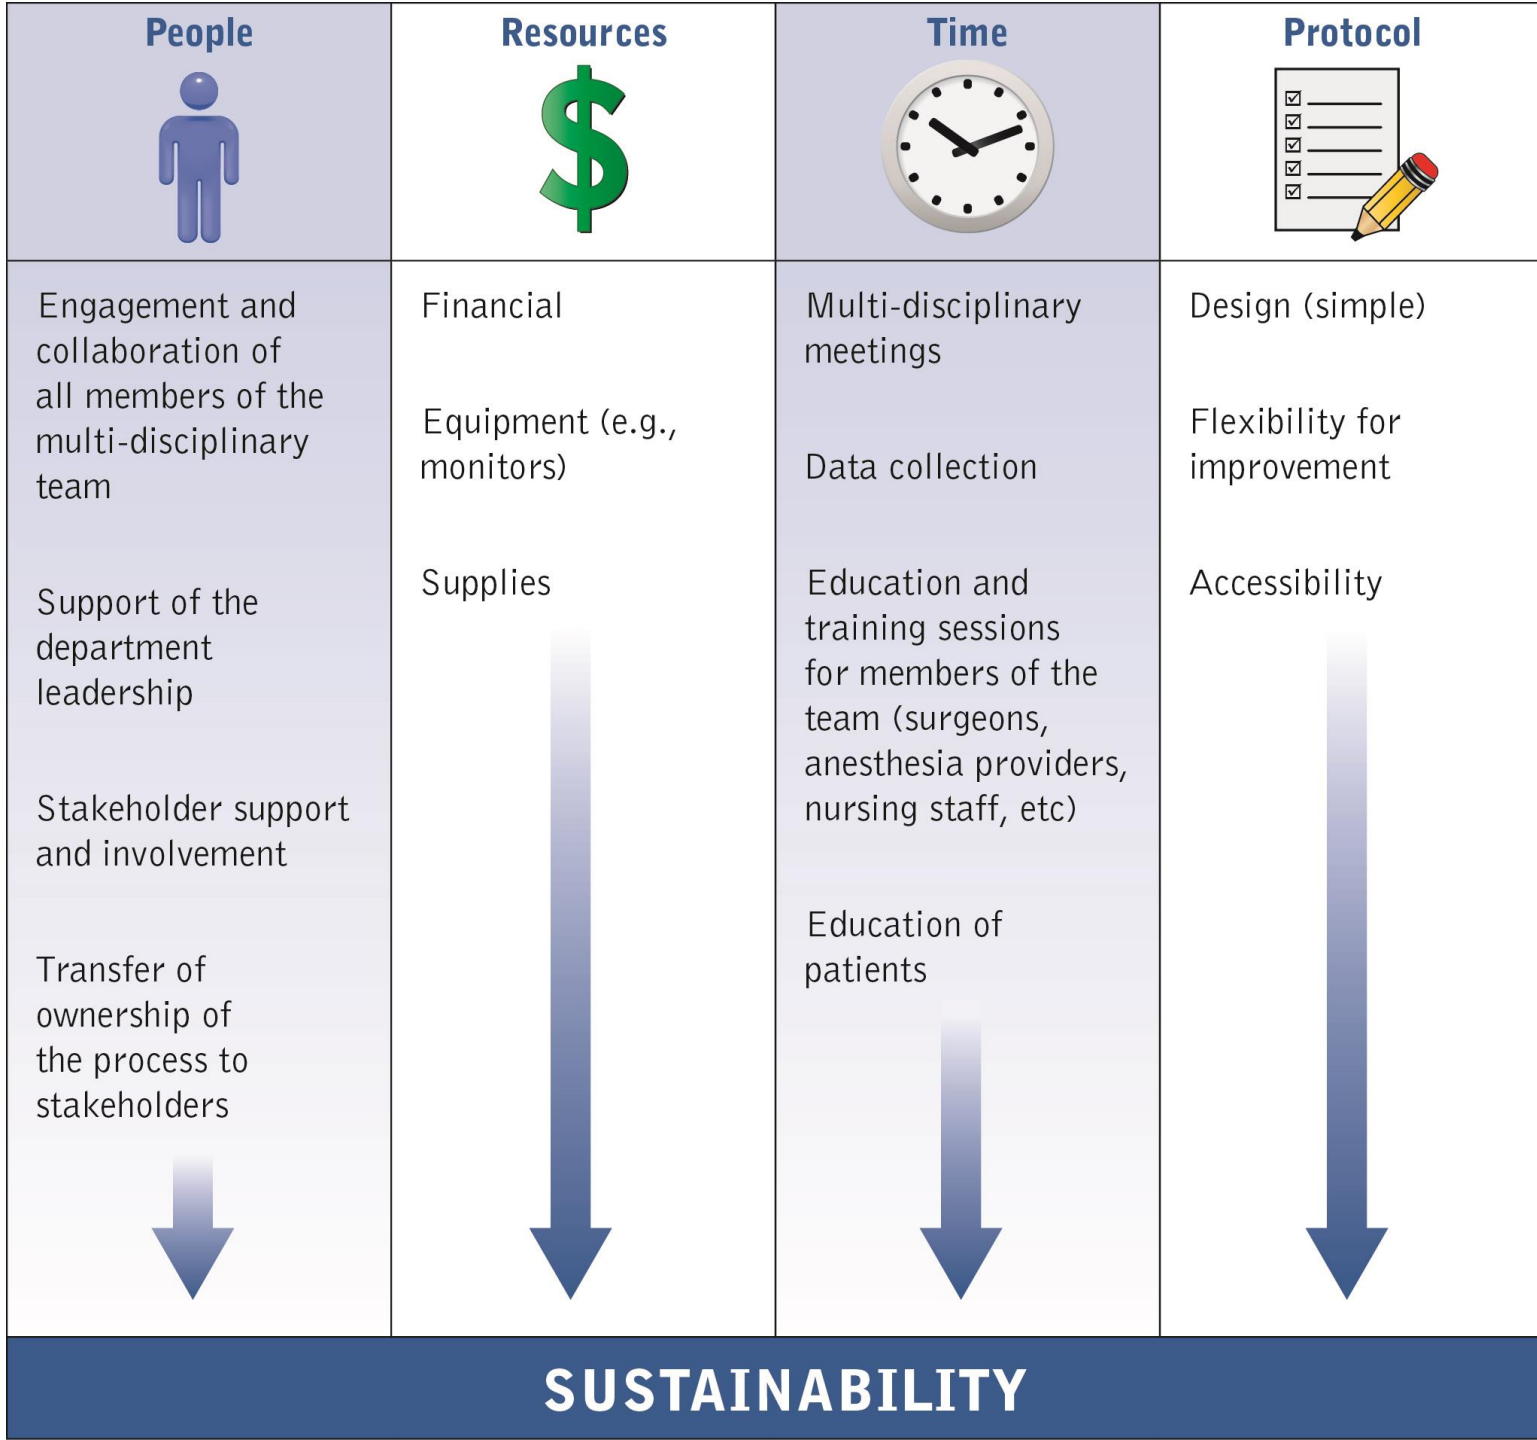 People
Engagement and
collaboration of
all members of the
multi-disciplinary
team
Support of the
department
leadership
Stakeholder support
and involvement
Transfer of
ownership of
the process to
stakeholders
Resources
Financial
Equipment (e.g.,
monitors)
Supplies
Time
Multi-disciplinary
meetings
Data collection
Education and
training sessions
for members of the
team (surgeons,
anesthesia providers,
nursing staff, etc)
Education of
patients
Protocol
Design (simple)
Flexibility for
improvement
Accessibility
SUSTAINABILITY